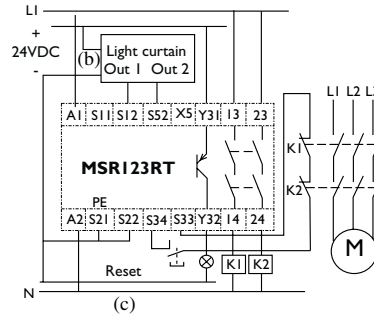 L1
+
24VDC
-
(b)
Light curtain
Out 1 Out 2
A1 S11 S12 S52 X5 Y31 13 23
MSR123RT
PE
A2 S21 S22 S34 S33 Y32 14 24
K1
K2
L1 L2
M
Reset
K1 K2
N
(c)